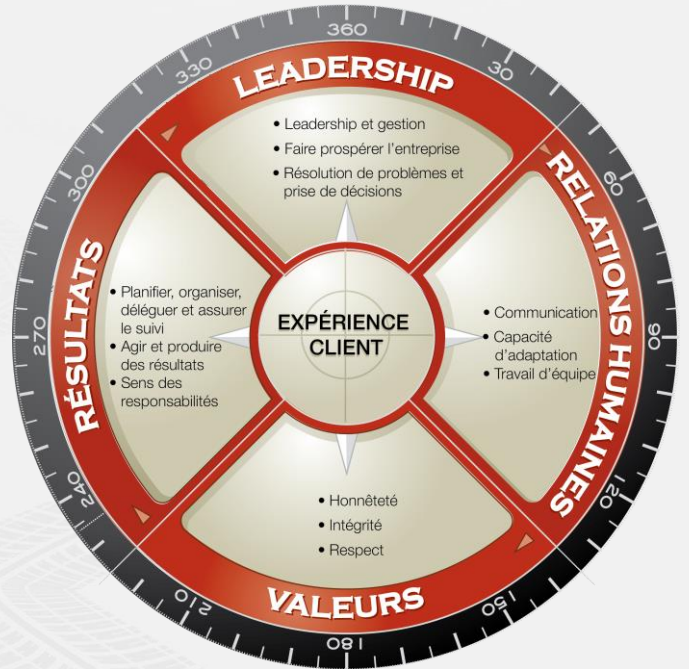 360
30
60
90
120
150
180
210
240
270
300
330
LEADERSHIP
• Leadership et gestion
• Faire prospérer l'entreprise
• Résolution de problèmes et
prise de décisions
RELATIONS HUMAINES
• Communication
• Capacité
d'adaptation
• Travail d'équipe
VALEURS
• Honnêteté
• Intégrité
• Respect
RÉSULTATS
• Planifier, organiser,
déléguer et assurer
le suivi
• Agir et produire
des résultats
• Sens des
responsabilités
EXPÉRIENCE
CLIENT